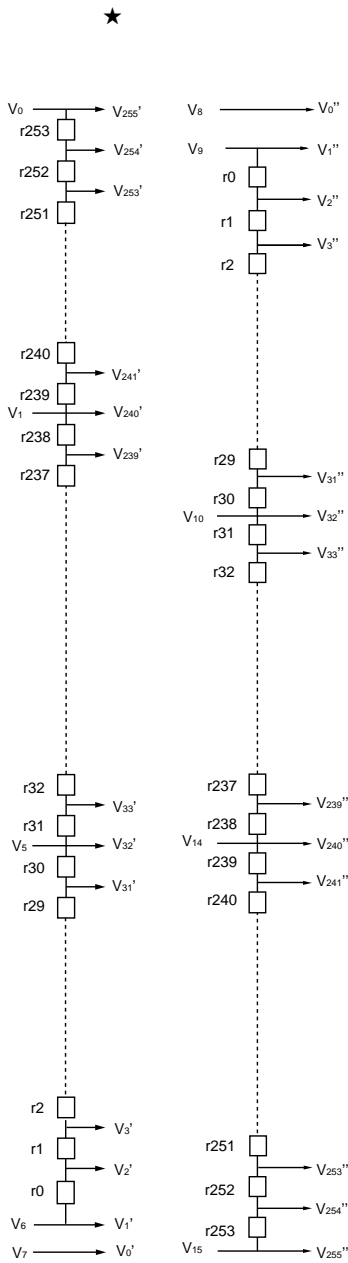 ★
V0 V255'
r253
V254'
r252
V253'
r251
r240
V241'
r239
V1 V240'
r238
V239'
r237
r32
V33'
r31
V5 V32'
r30
V31'
r29
r2
V3'
r1
V2'
r0
V6 V1'
V7 V0'
V8 V0''
V9 V1''
r0
V2''
r1
V3''
r2
r29
V31''
r30
V10 V32''
r31
V33''
r32
r237
V239''
r238
V14 V240''
r239
V241''
r240
r251
V253''
r252
V254''
r253
V15 V255''